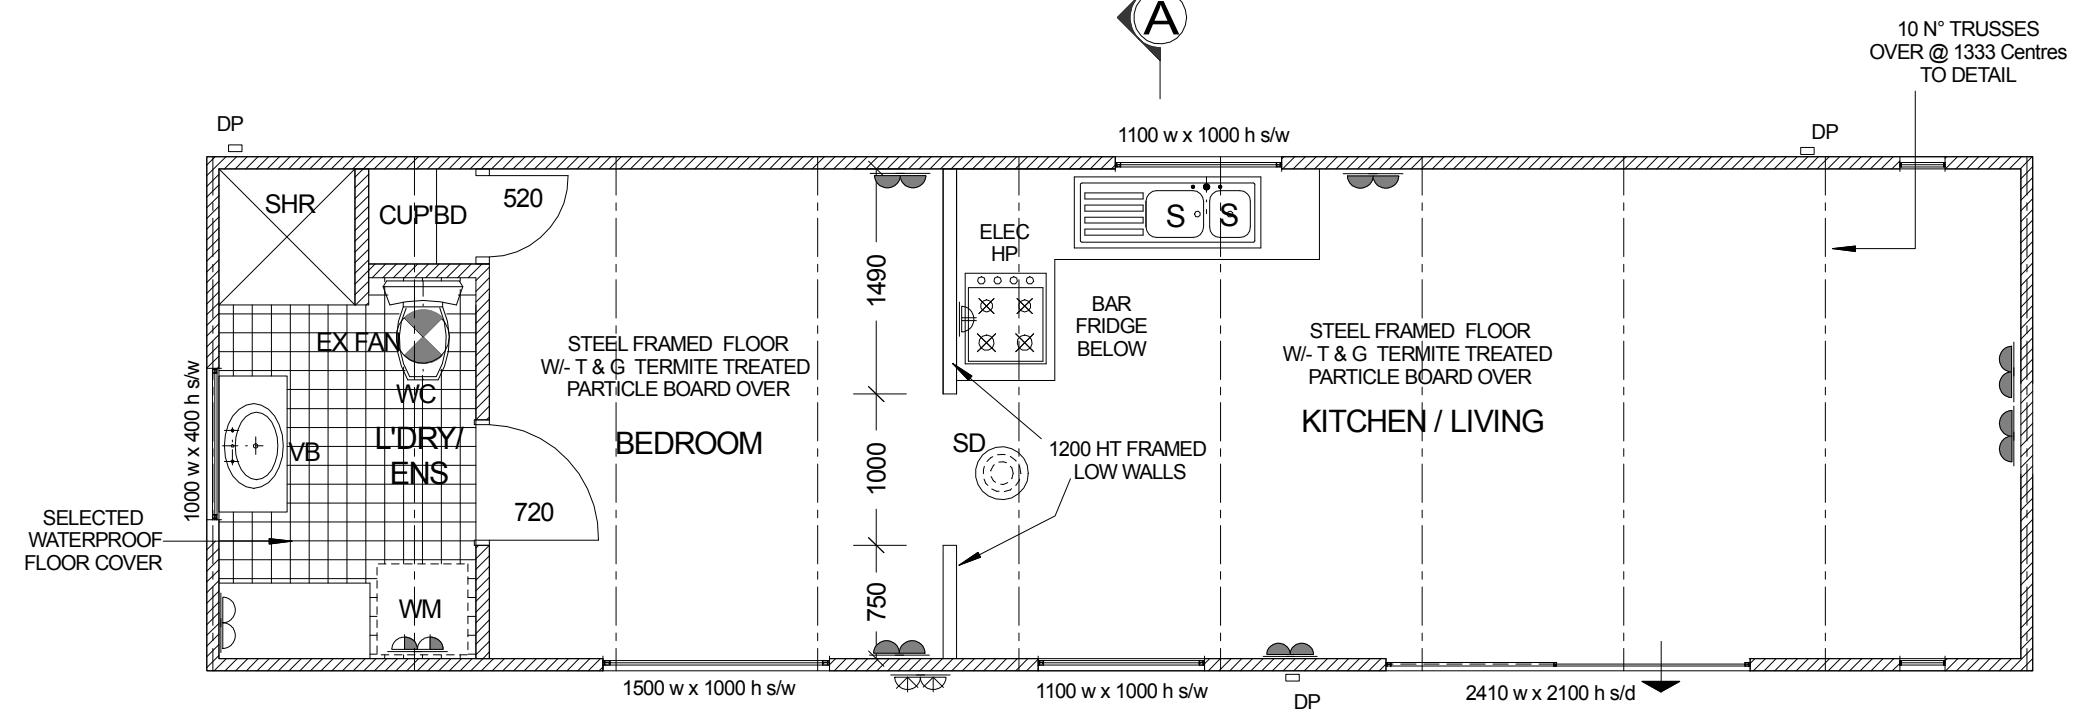 A
10 N° TRUSSES
OVER @ 1333 Centres
TO DETAIL
DP
1100 w x 1000 h s/w
DP
SHR
CUP'BD
520
S
S
ELEC
HP
1490
BAR
FRIDGE
BELOW
EX FAN
STEEL FRAMED FLOOR
W/- T & G TERMITE TREATED
PARTICLE BOARD OVER
STEEL FRAMED FLOOR
W/- T & G TERMITE TREATED
PARTICLE BOARD OVER
WC
1000 w x 400 h s/w
VB
L'DRY/
ENS
BEDROOM
1000
SD
1200 HT FRAMED
LOW WALLS
KITCHEN / LIVING
720
SELECTED
WATERPROOF
FLOOR COVER
WM
750
1500 w x 1000 h s/w
1100 w x 1000 h s/w
DP
2410 w x 2100 h s/d